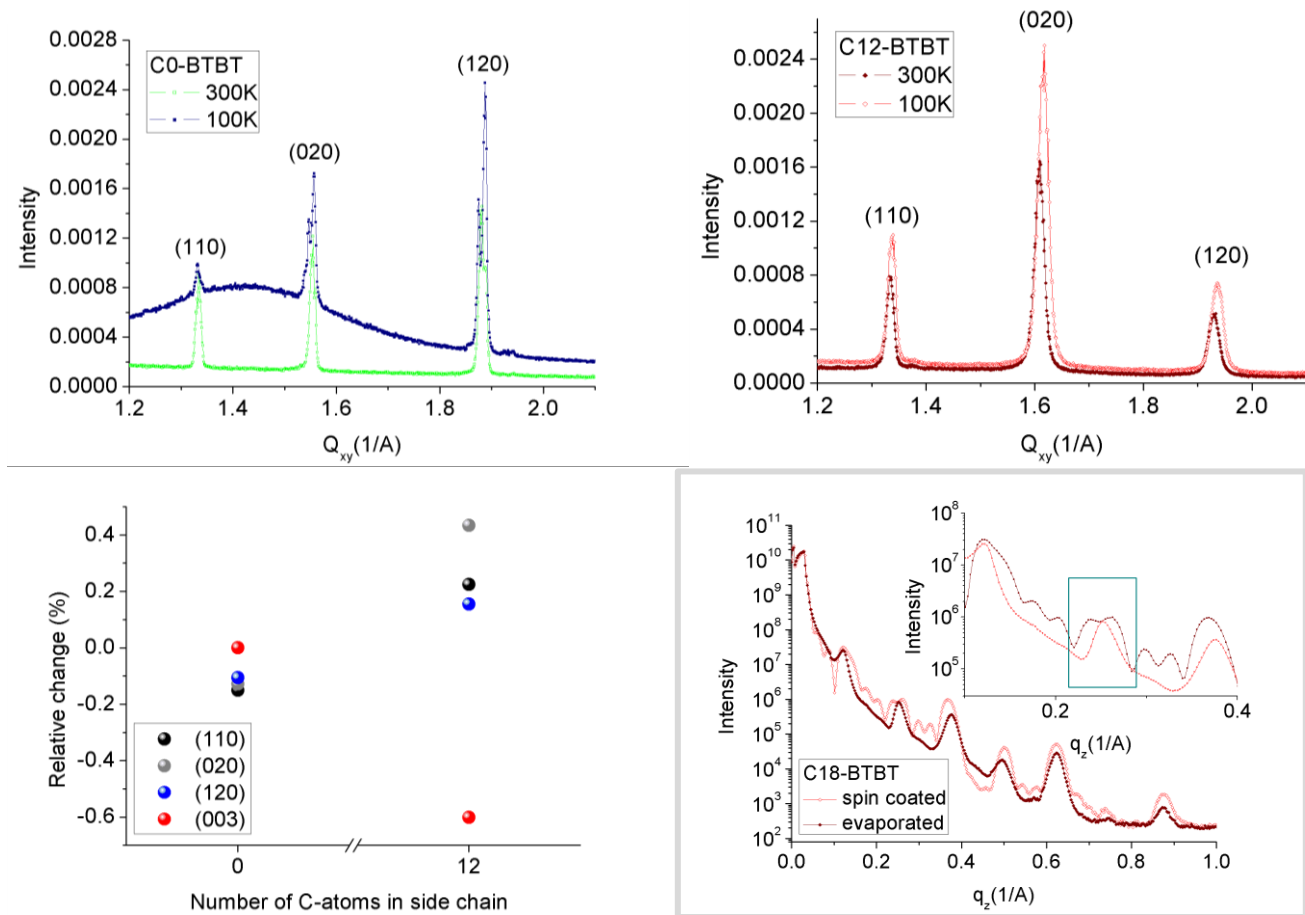 C0-BTBT
300K
100K
(110)
(020)
(120)
0.0028
0.0024
0.0020
0.0016
0.0012
0.0008
0.0004
0.0000
Intensity
1.2 1.4 1.6 1.8 2.0
Qxy(1/A)
C12-BTBT
300K
100K
(110)
(020)
(120)
0.0024
0.0020
0.0016
0.0012
0.0008
0.0004
0.0000
Intensity
1.2 1.4 1.6 1.8 2.0
Qxy(1/A)
0.4
0.2
0.0
-0.2
-0.4
-0.6
Relative change (%)
(110)
(020)
(120)
(003)
0 12
Number of C-atoms in side chain
10^11
10^10
10^9
10^8
10^7
10^6
10^5
10^4
10^3
10^2
Intensity
C18-BTBT
spin coated
evaporated
0.0 0.2 0.4 0.6 0.8 1.0
qz(1/A)
10^8
10^7
10^6
10^5
Intensity
0.2 0.4
qz(1/A)